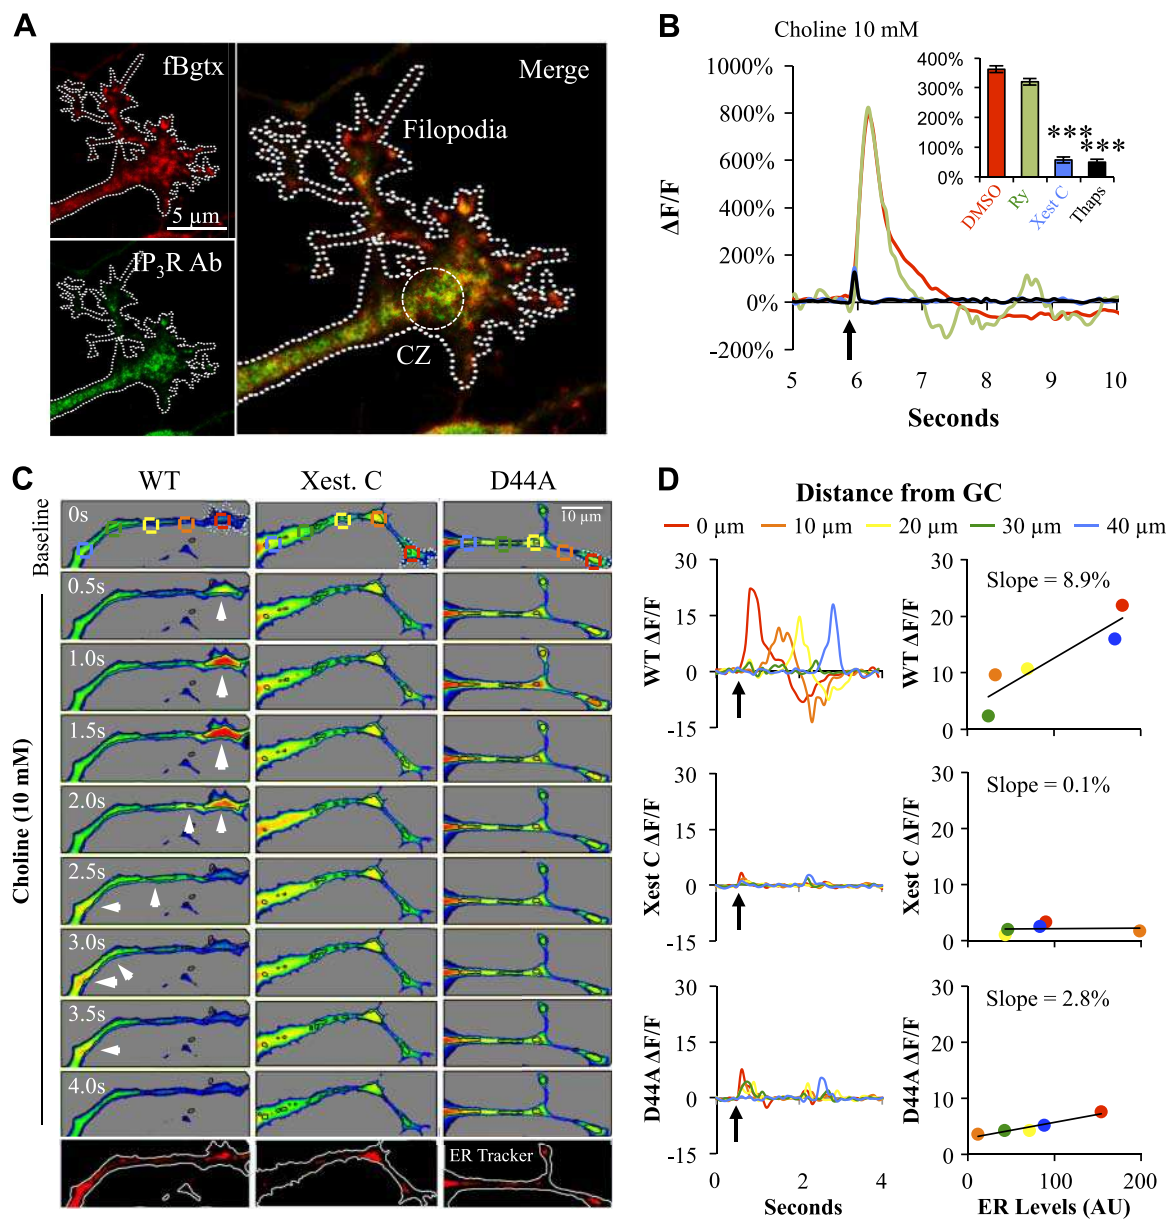 A
fBgtx
5 µm
IP3R Ab
Merge
Filopodia
CZ
B
Choline 10 mM
ΔF/F
1000%
800%
600%
400%
200%
0%
-200%
5 6 7 8 9 10
Seconds
400%
300%
200%
100%
0%
*** ***
DMSO Ry Xest C Thaps
C
WT Xest. C D44A
Baseline
Choline (10 mM)
0s
10 µm
0.5s
1.0s
1.5s
2.0s
2.5s
3.0s
3.5s
4.0s
ER Tracker
D
Distance from GC
0 µm 10 µm 20 µm 30 µm 40 µm
WT ΔF/F
30
15
0
-15
WT ΔF/F
30
20
10
0
Slope = 8.9%
Xest C ΔF/F
30
15
0
-15
Xest C ΔF/F
30
20
10
0
Slope = 0.1%
D44A ΔF/F
30
15
0
-15
0 2 4
Seconds
D44A ΔF/F
30
20
10
0
Slope = 2.8%
0 100 200
ER Levels (AU)